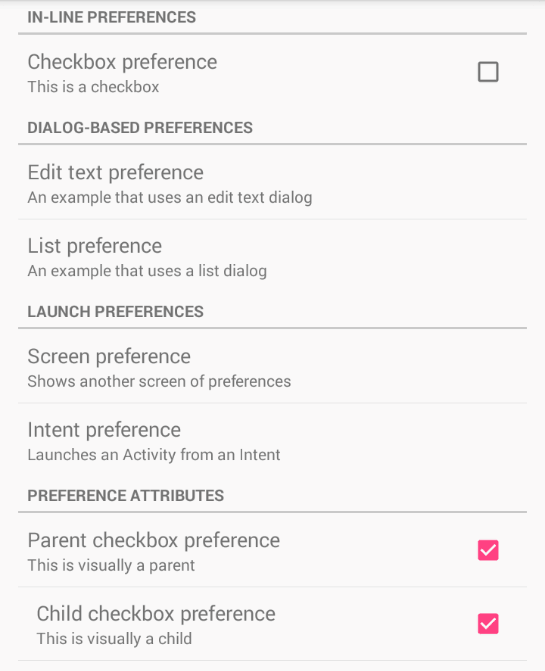 IN-LINE PREFERENCES
Checkbox preference
This is a checkbox
DIALOG-BASED PREFERENCES
Edit text preference
An example that uses an edit text dialog
List preference
An example that uses a list dialog
LAUNCH PREFERENCES
Screen preference
Shows another screen of preferences
Intent preference
Launches an Activity from an Intent
PREFERENCE ATTRIBUTES
Parent checkbox preference
This is visually a parent
Child checkbox preference
This is visually a child